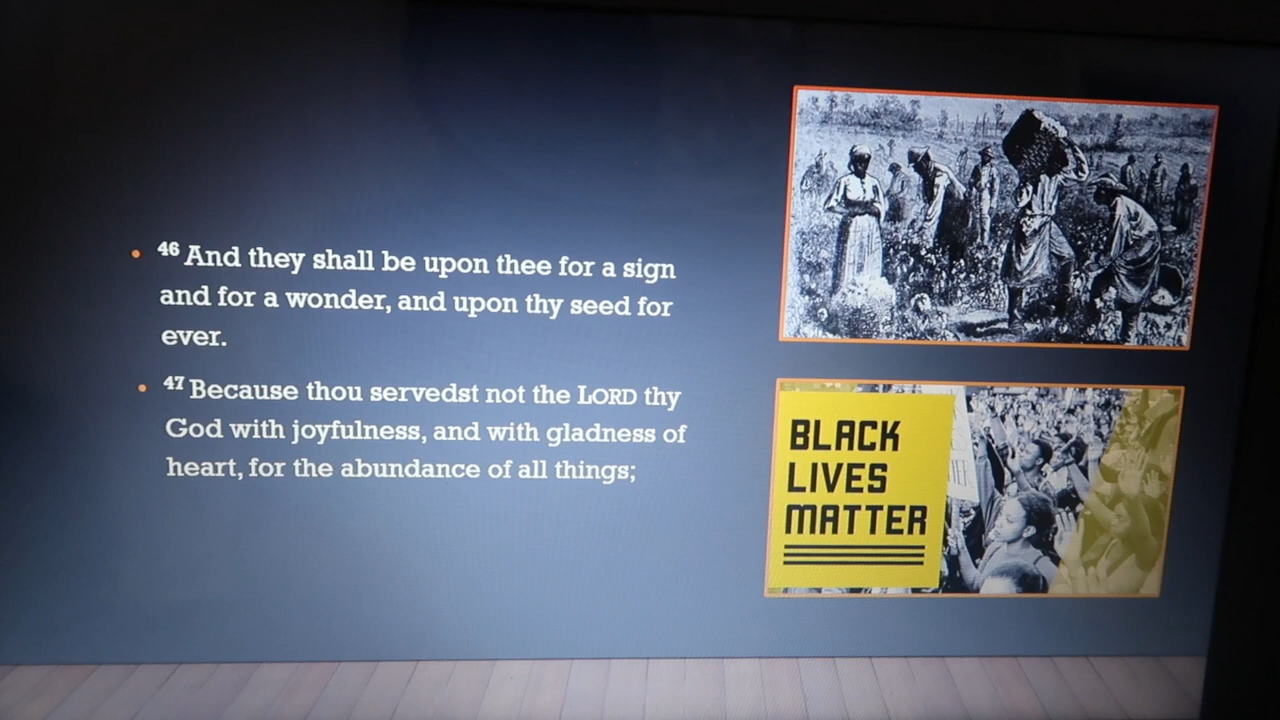 46 And they shall be upon thee for a sign
and for a wonder, and upon thy seed for
ever.
47 Because thou servedst not the LORD thy
God with joyfulness, and with gladness of
heart, for the abundance of all things;
BLACK
LIVES
MATTER